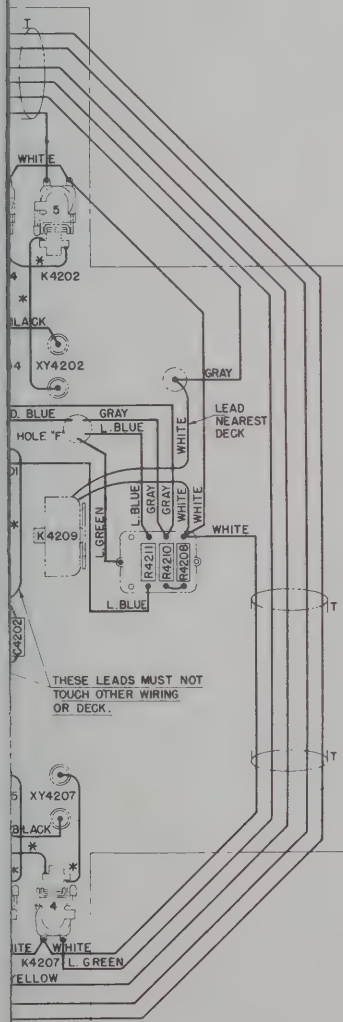 T
WHITE
5
*
4 K4202
*
BLACK
XY4202
GRAY
LEAD
NEAREST
DECK
D. BLUE
GRAY
HOLE "F"
L. BLUE
WHITE
L. BLUE
GRAY
GRAY
WHITE
WHITE
L. GREEN
WHITE
*
K4209
R4211
R4210
R4208
L. BLUE
T
C4202
THESE LEADS MUST NOT
TOUCH OTHER WIRING
OR DECK.
T
5 XY4207
BLACK
*
*
4
WHITE
K4207 L. GREEN
YELLOW